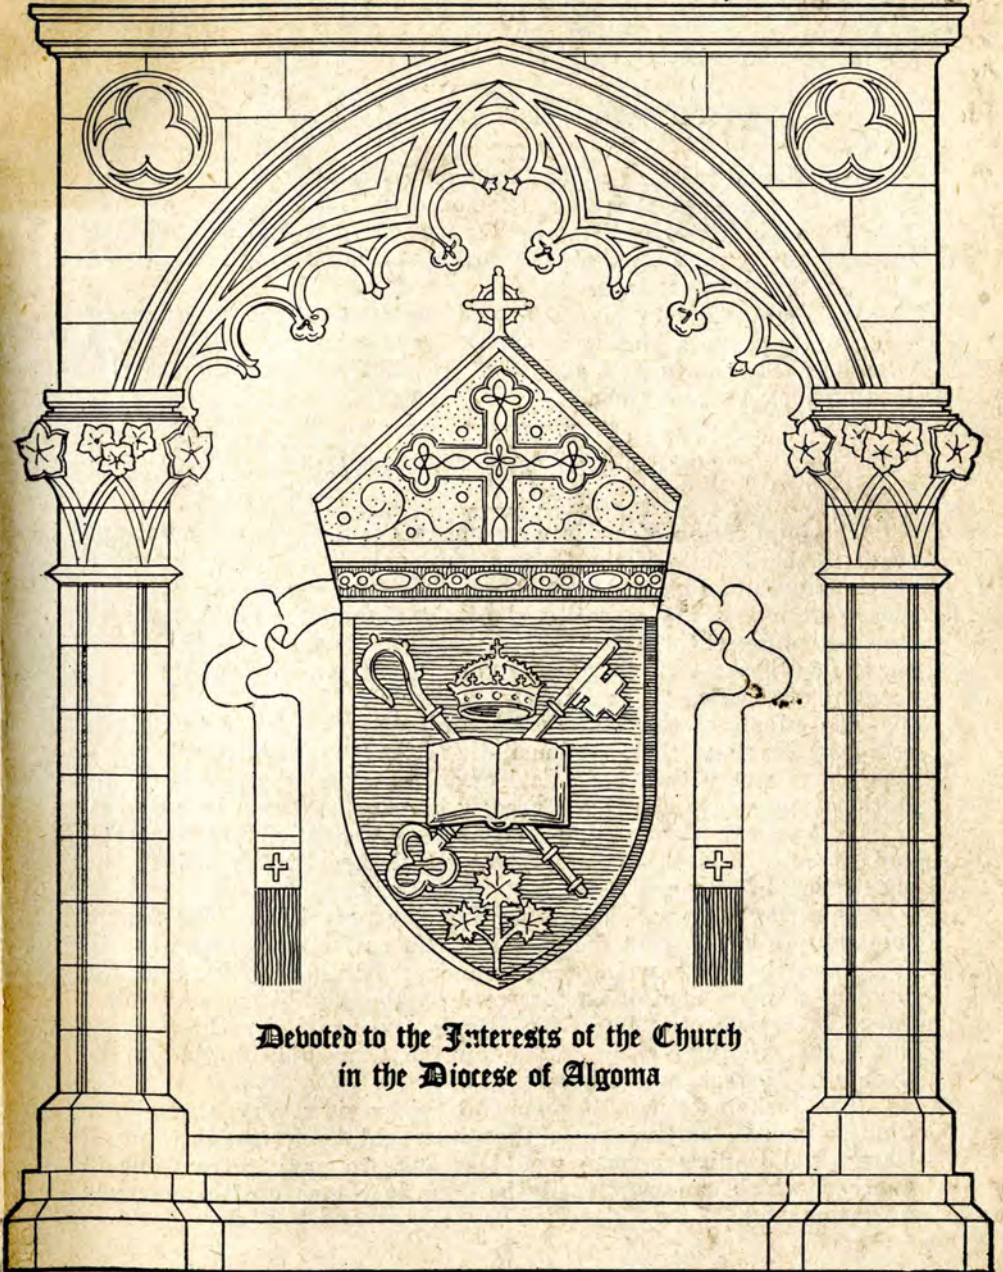 Devoted to the Interests of the Church
in the Diocese of Algoma